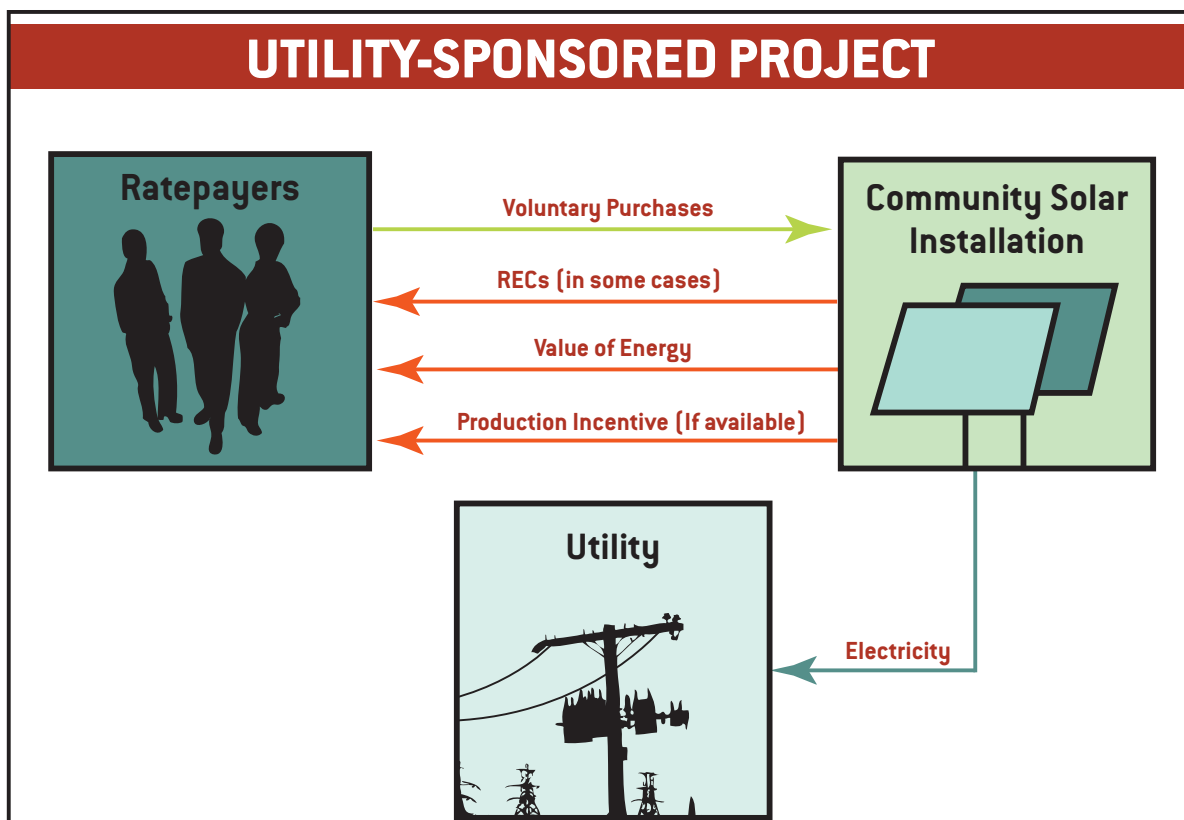 UTILITY-SPONSORED PROJECT
Ratepayers
Voluntary Purchases
RECs (in some cases)
Value of Energy
Production Incentive (If available)
Community Solar
Installation
Utility
Electricity